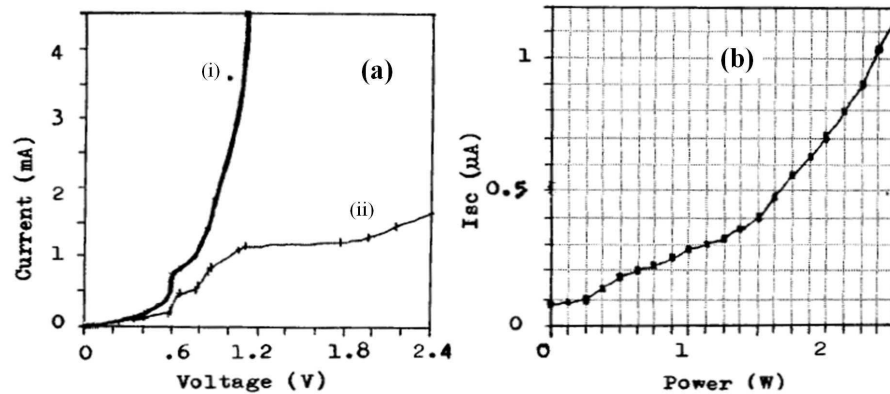 4
3
2
1
0
Current (mA)
(i)
(a)
(ii)
0
.6
1.2
1.8
2.4
Voltage (V)
1
0.5
0
Isc (µA)
(b)
0
1
2
Power (W)